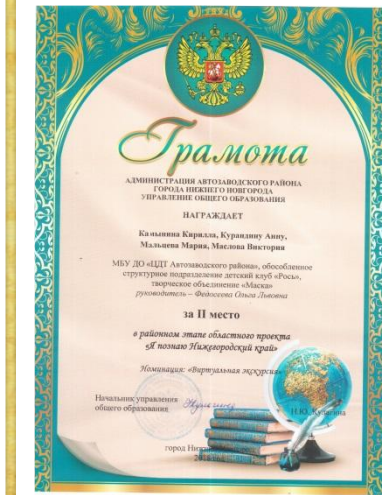 Грамота
АДМИНИСТРАЦИЯ АВТОЗАВОДСКОГО РАЙОНА
ГОРОДА НИЖНЕГО НОВГОРОДА
УПРАВЛЕНИЕ ОБЩЕГО ОБРАЗОВАНИЯ
НАГРАЖДАЕТ
Калынина Кирилла, Курандину Анну,
Мальцева Мария, Маслова Виктория
МБУ ДО «ЦДТ Автозаводского района», обособленное
структурное подразделение детский клуб «Рось»,
творческое объединение «Маска»
руководитель – Федосеева Ольга Львовна
за II место
в районном этапе областного проекта
«Я познаю Нижегородский край»
Номинация: «Виртуальная экскурсия»
Начальник управления
общего образования
город